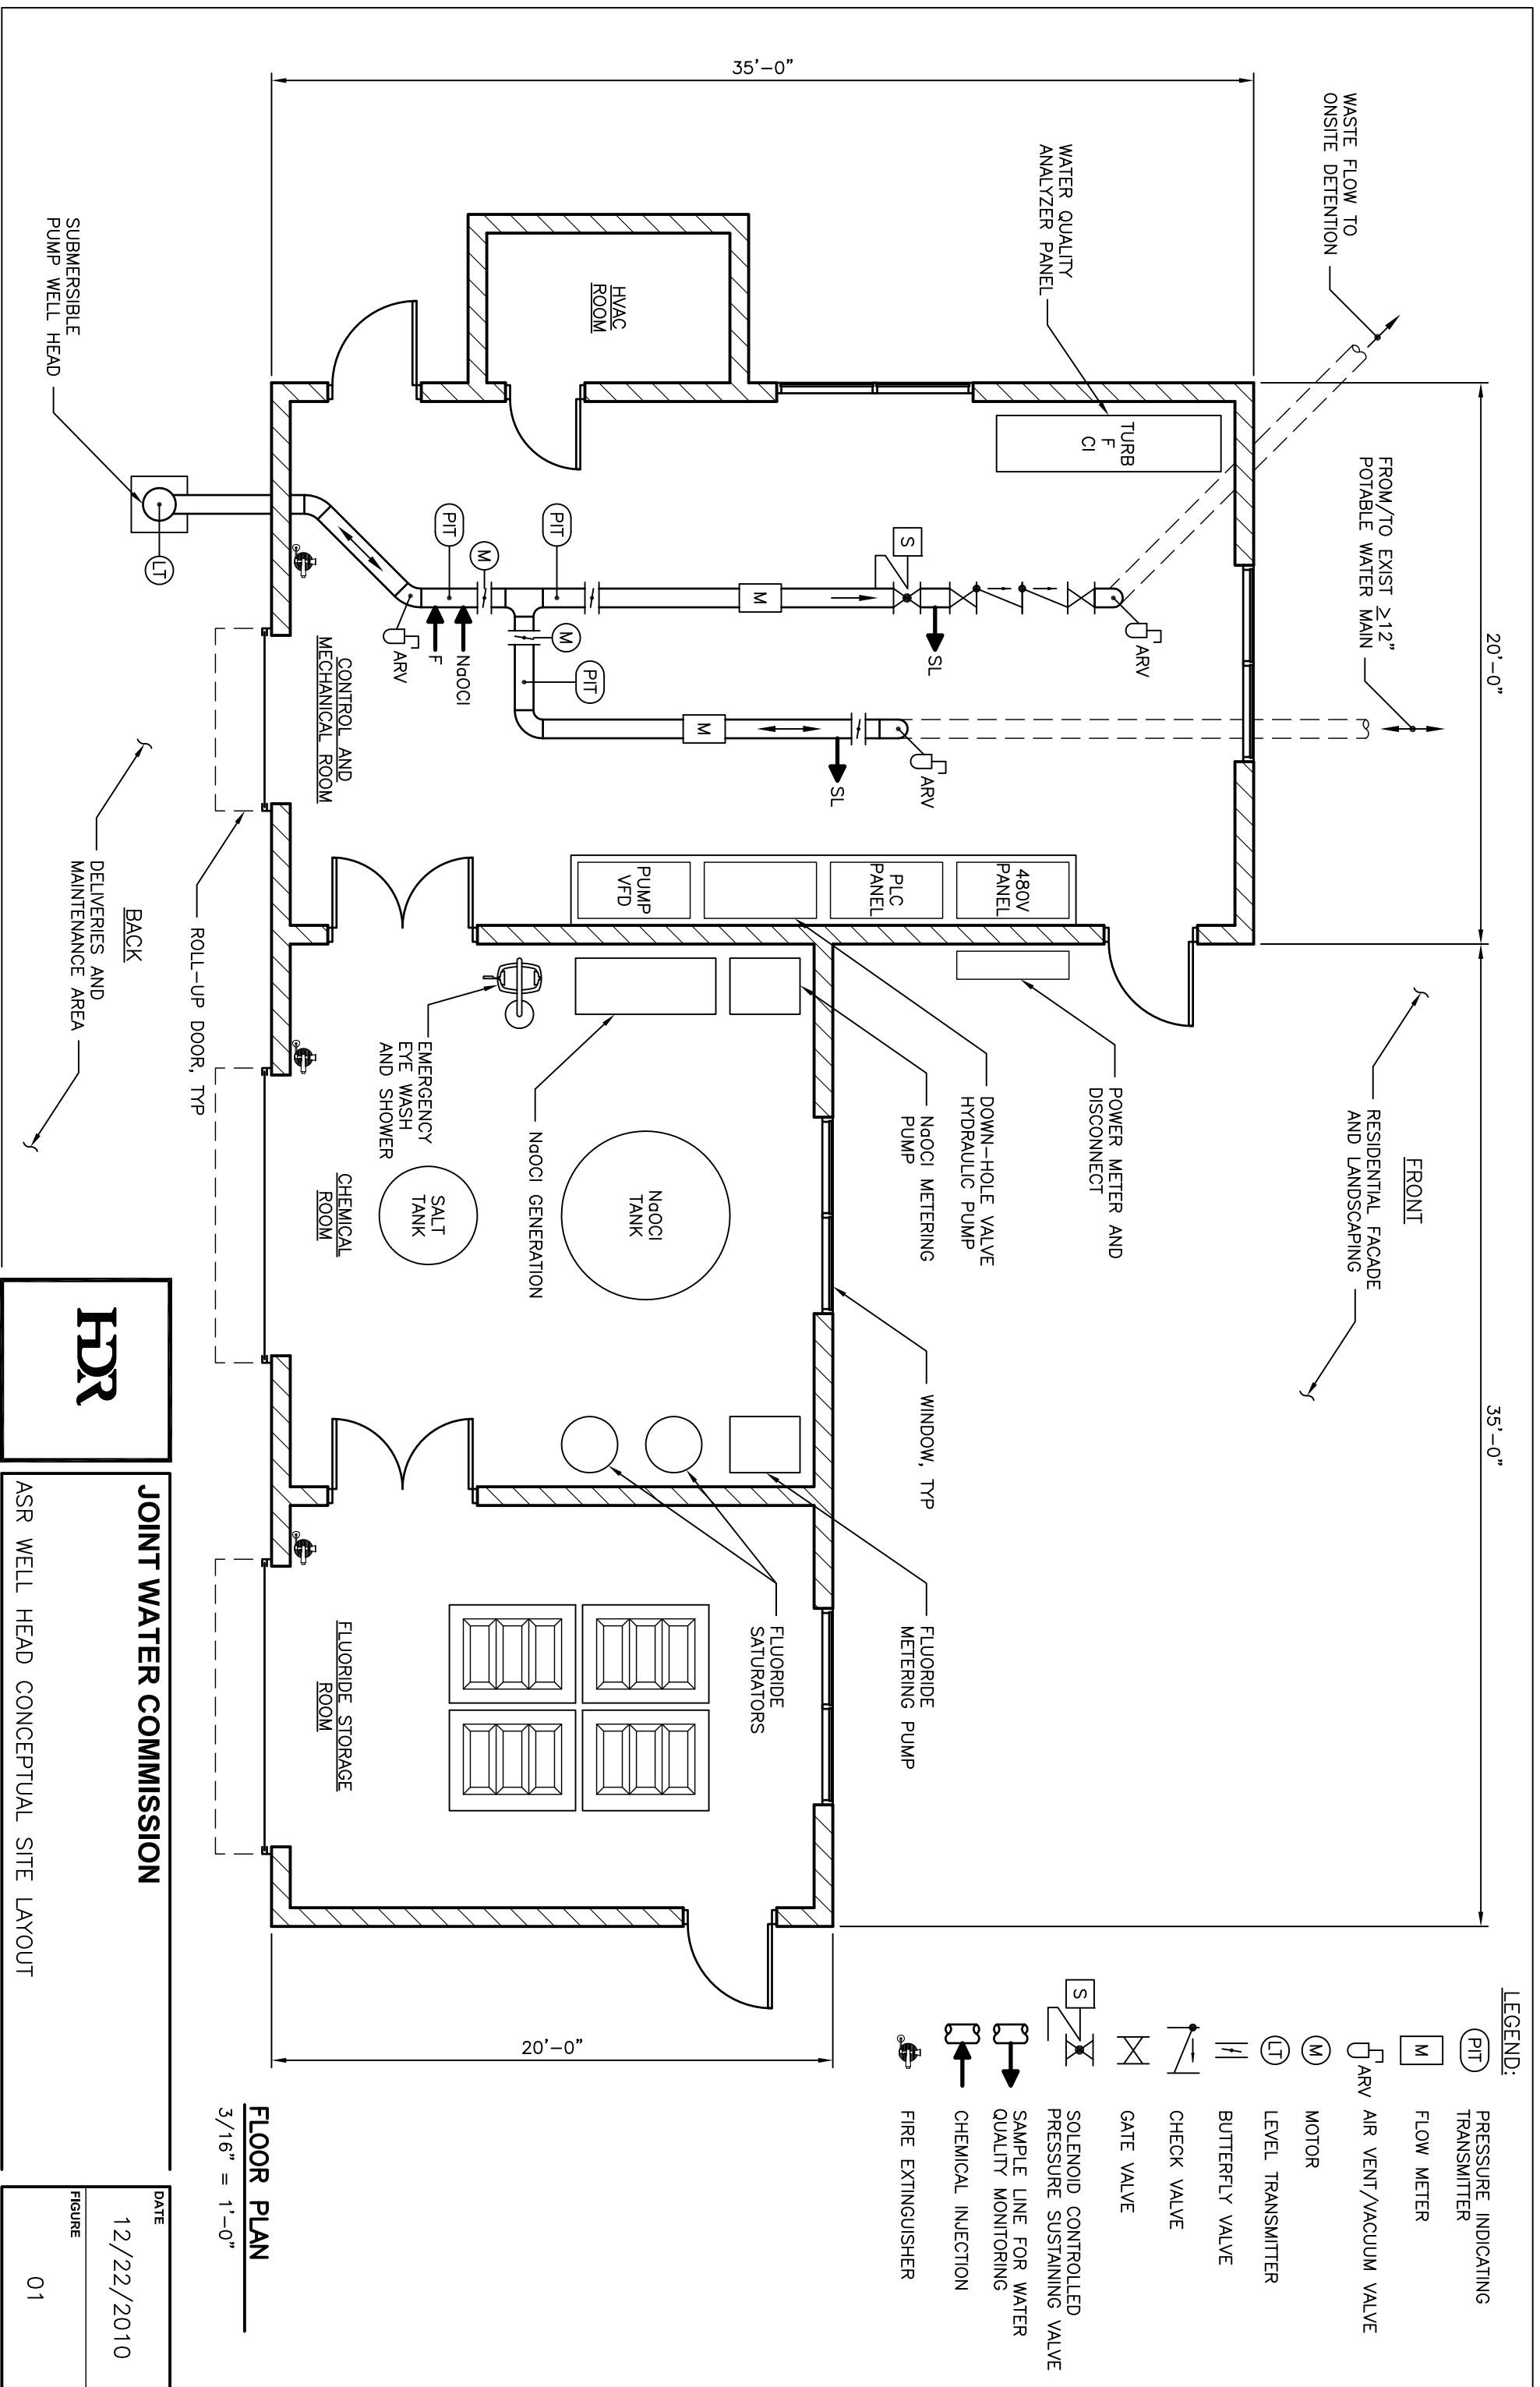 WASTE FLOW TO
ONSITE DETENTION
FROM/TO EXIST ≥12"
POTABLE WATER MAIN
20'-0"
35'-0"
35'-0"
WATER QUALITY
ANALYZER PANEL
TURB
F
Cl
FRONT
RESIDENTIAL FACADE
AND LANDSCAPING
POWER METER AND
DISCONNECT
DOWN-HOLE VALVE
HYDRAULIC PUMP
NaOCl METERING
PUMP
WINDOW, TYP
FLUORIDE
METERING PUMP
FLUORIDE
SATURATORS
480V
PANEL
PLC
PANEL
PUMP
VFD
HVAC
ROOM
ARV
S
SL
M
PIT
M
PIT
NaOCl
F
ARV
M
PIT
M
SL
ARV
CONTROL AND
MECHANICAL ROOM
NaOCl
TANK
NaOCl GENERATION
EMERGENCY
EYE WASH
AND SHOWER
SALT
TANK
CHEMICAL
ROOM
FLUORIDE STORAGE
ROOM
20'-0"
SUBMERSIBLE
PUMP WELL HEAD
LT
ROLL-UP DOOR, TYP
BACK
DELIVERIES AND
MAINTENANCE AREA
LEGEND:
PIT
PRESSURE INDICATING
TRANSMITTER
M
FLOW METER
ARV
AIR VENT/VACUUM VALVE
M
MOTOR
LT
LEVEL TRANSMITTER
BUTTERFLY VALVE
CHECK VALVE
GATE VALVE
S
SOLENOID CONTROLLED
PRESSURE SUSTAINING VALVE
SAMPLE LINE FOR WATER
QUALITY MONITORING
CHEMICAL INJECTION
FIRE EXTINGUISHER
FLOOR PLAN
3/16" = 1'-0"
HDR
JOINT WATER COMMISSION
ASR WELL HEAD CONCEPTUAL SITE LAYOUT
DATE
12/22/2010
FIGURE
01